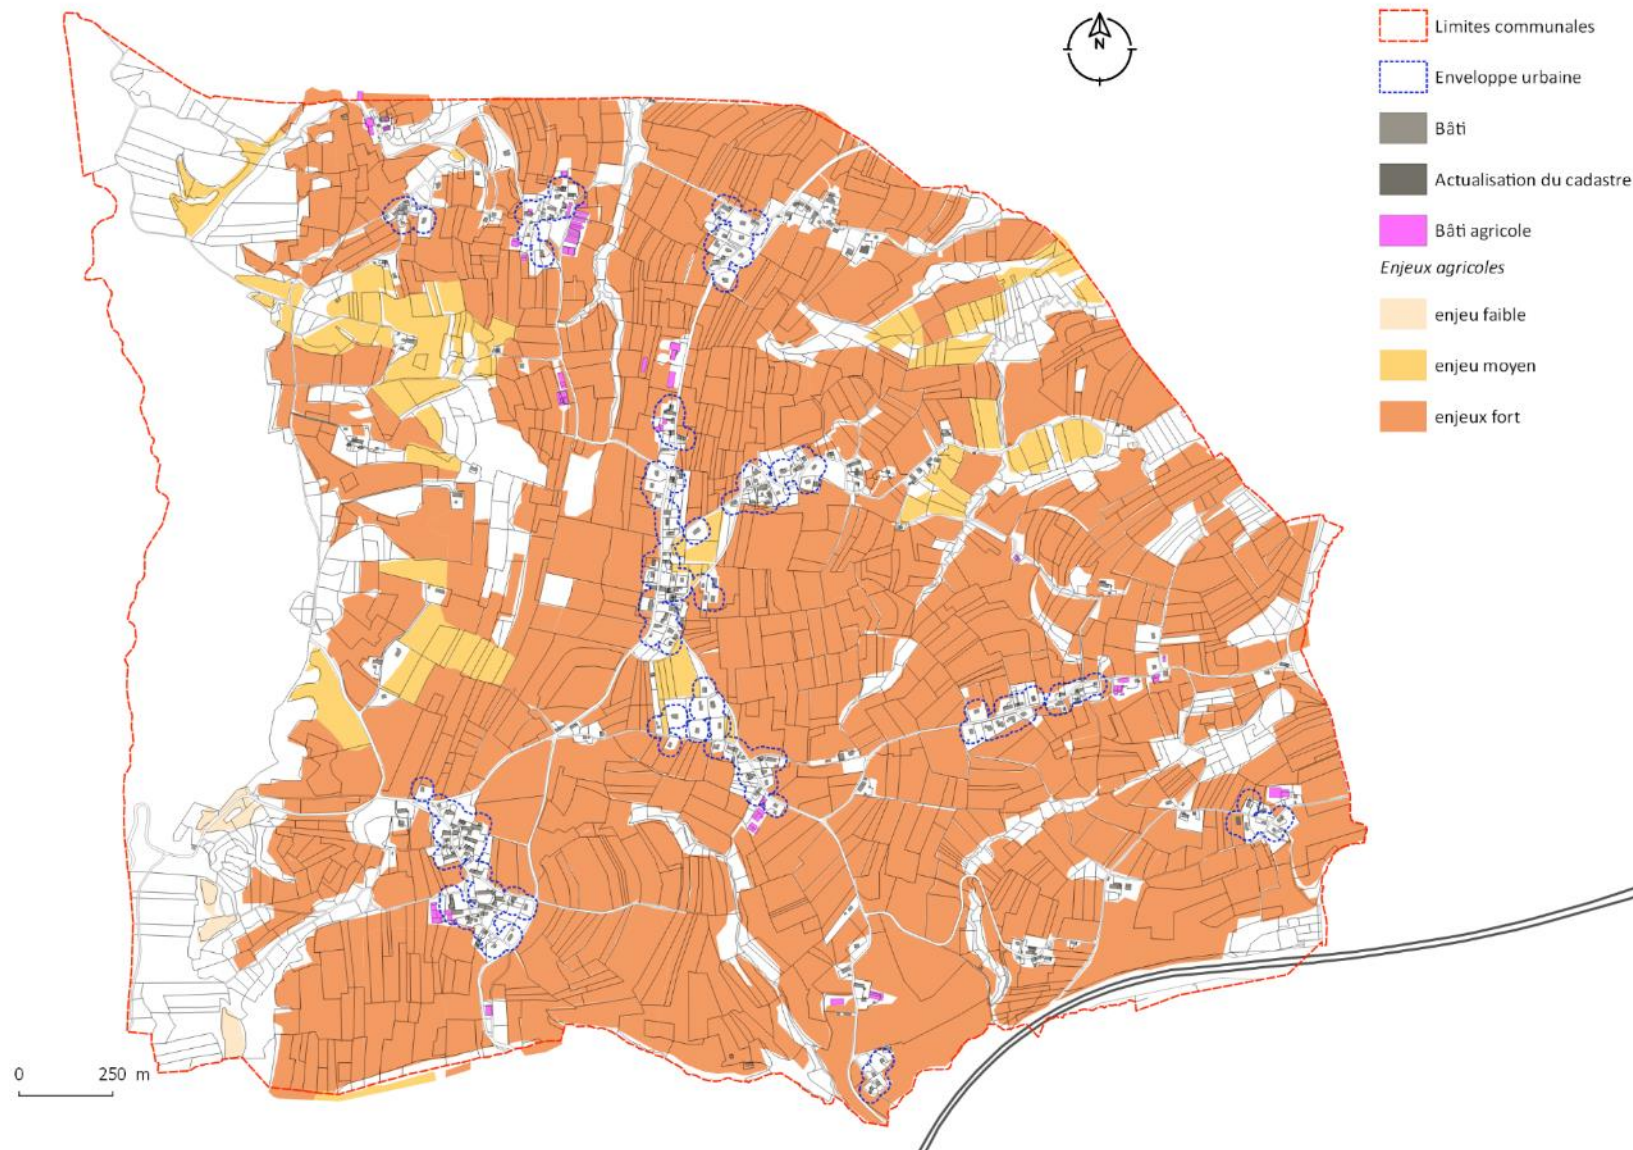 N
Limites communales
Enveloppe urbaine
Bâti
Actualisation du cadastre
Bâti agricole
Enjeux agricoles
enjeu faible
enjeu moyen
enjeux fort
0 250 m